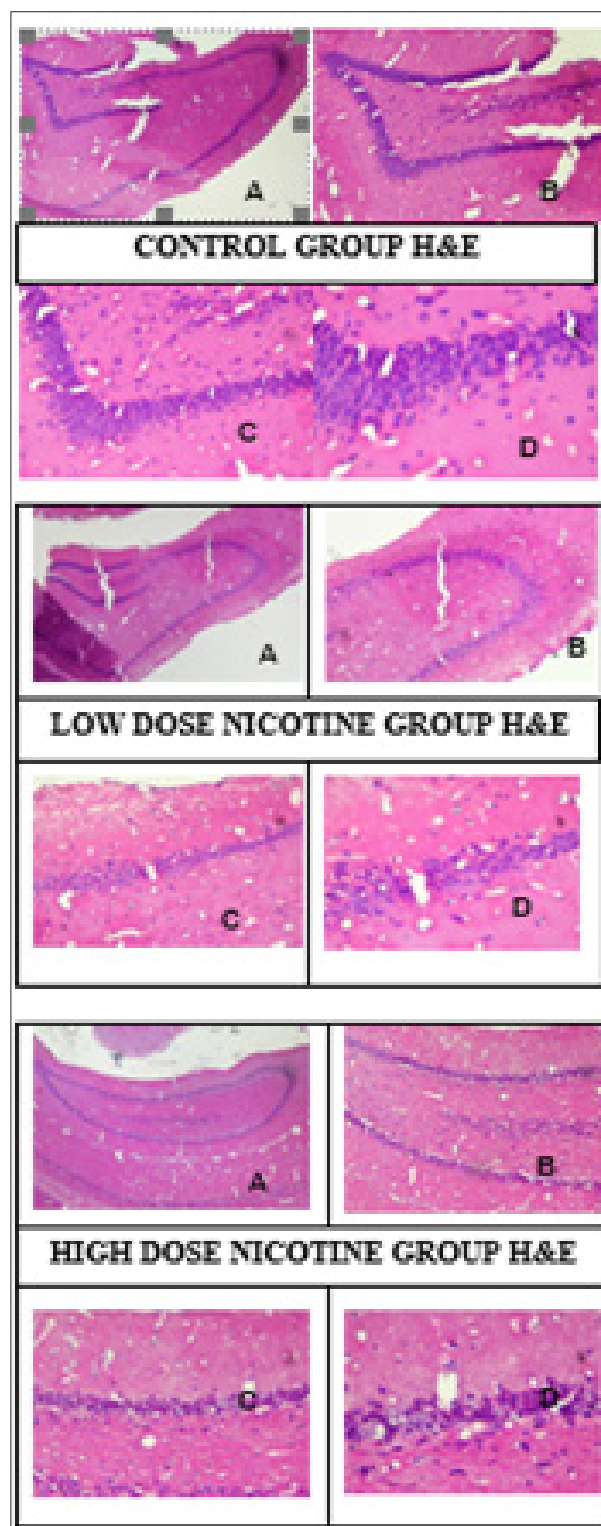 A
B
CONTROL GROUP H&E
C
D
A
B
LOW DOSE NICOTINE GROUP H&E
C
D
A
B
HIGH DOSE NICOTINE GROUP H&E
C
D